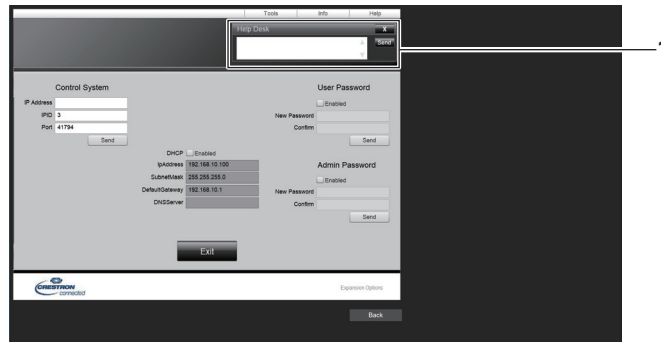 Tools Info Help
Help Desk X
Send
Control System
IP Address
IPID 3
Port 41794
Send
DHCP Enabled
IpAddress 192.168.10.100
SubnetMask 255.255.255.0
DefaultGateway 192.168.10.1
DNSServer
User Password
Enabled
New Password
Confirm
Send
Admin Password
Enabled
New Password
Confirm
Send
Exit
CRESTRON
connected
Expansion Options
Back